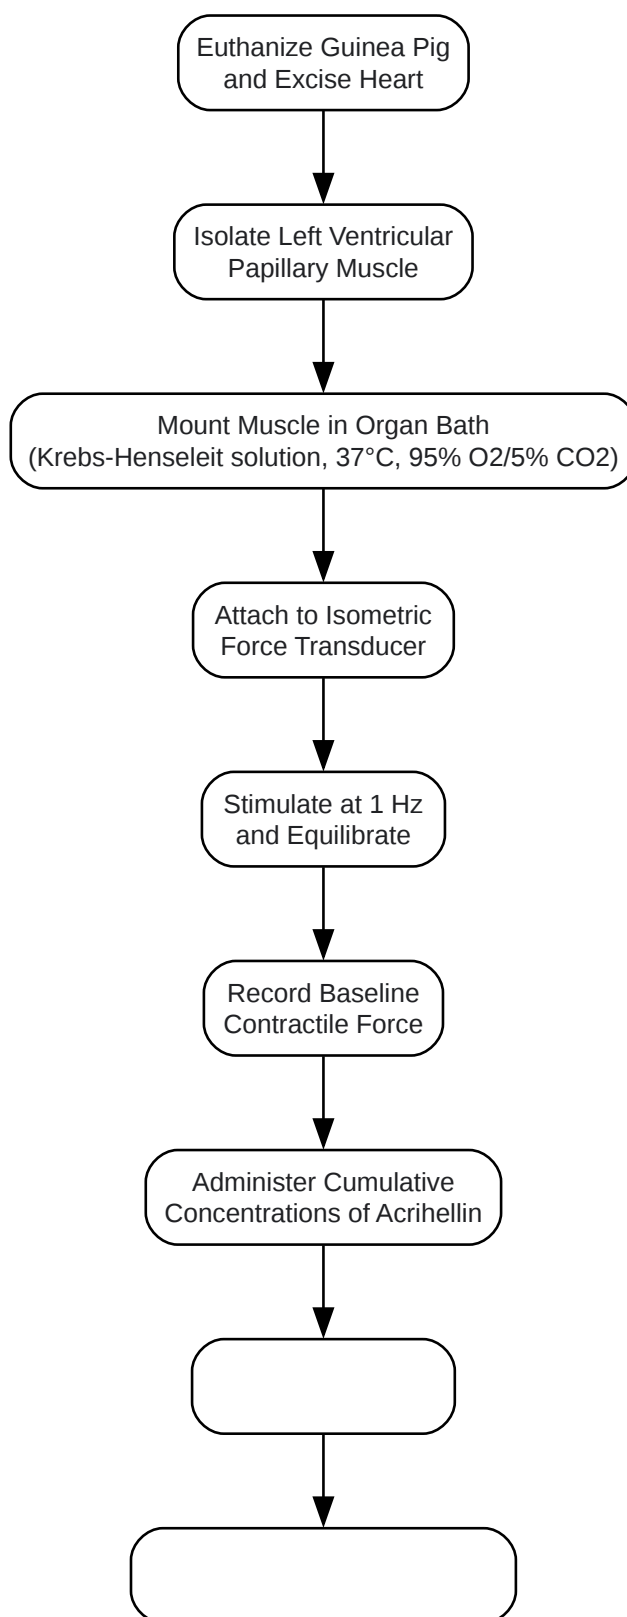 Euthanize Guinea Pig
and Excise Heart
Isolate Left Ventricular
Papillary Muscle
Mount Muscle in Organ Bath
(Krebs-Henseleit solution, 37°C, 95% O2/5% CO2)
Attach to Isometric
Force Transducer
Stimulate at 1 Hz
and Equilibrate
Record Baseline
Contractile Force
Administer Cumulative
Concentrations of Acrihellin